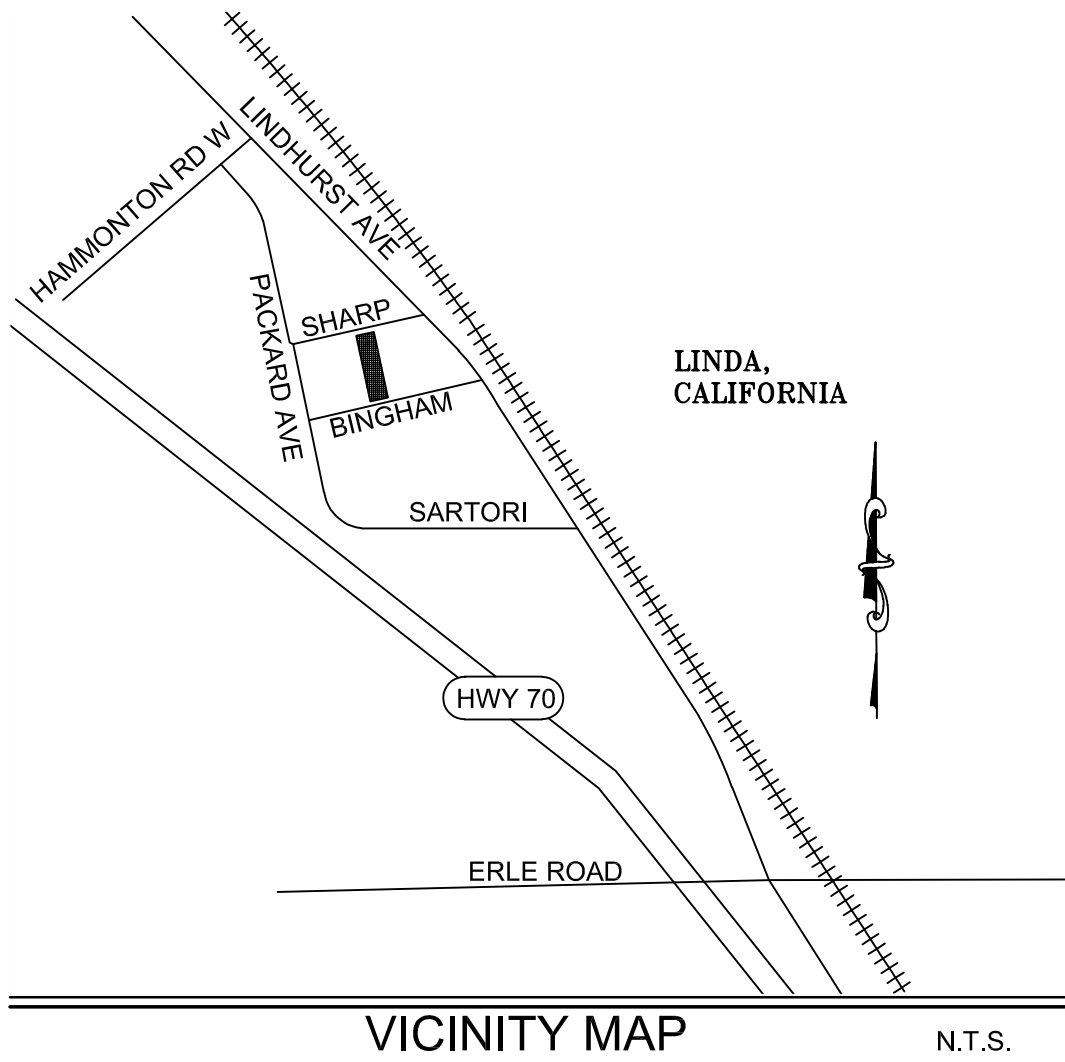 HAMMONTON RD W
LINDHURST AVE
PACKARD AVE
SHARP
BINGHAM
LINDA,
CALIFORNIA
SARTORI
HWY 70
ERLE ROAD
VICINITY MAP
N.T.S.